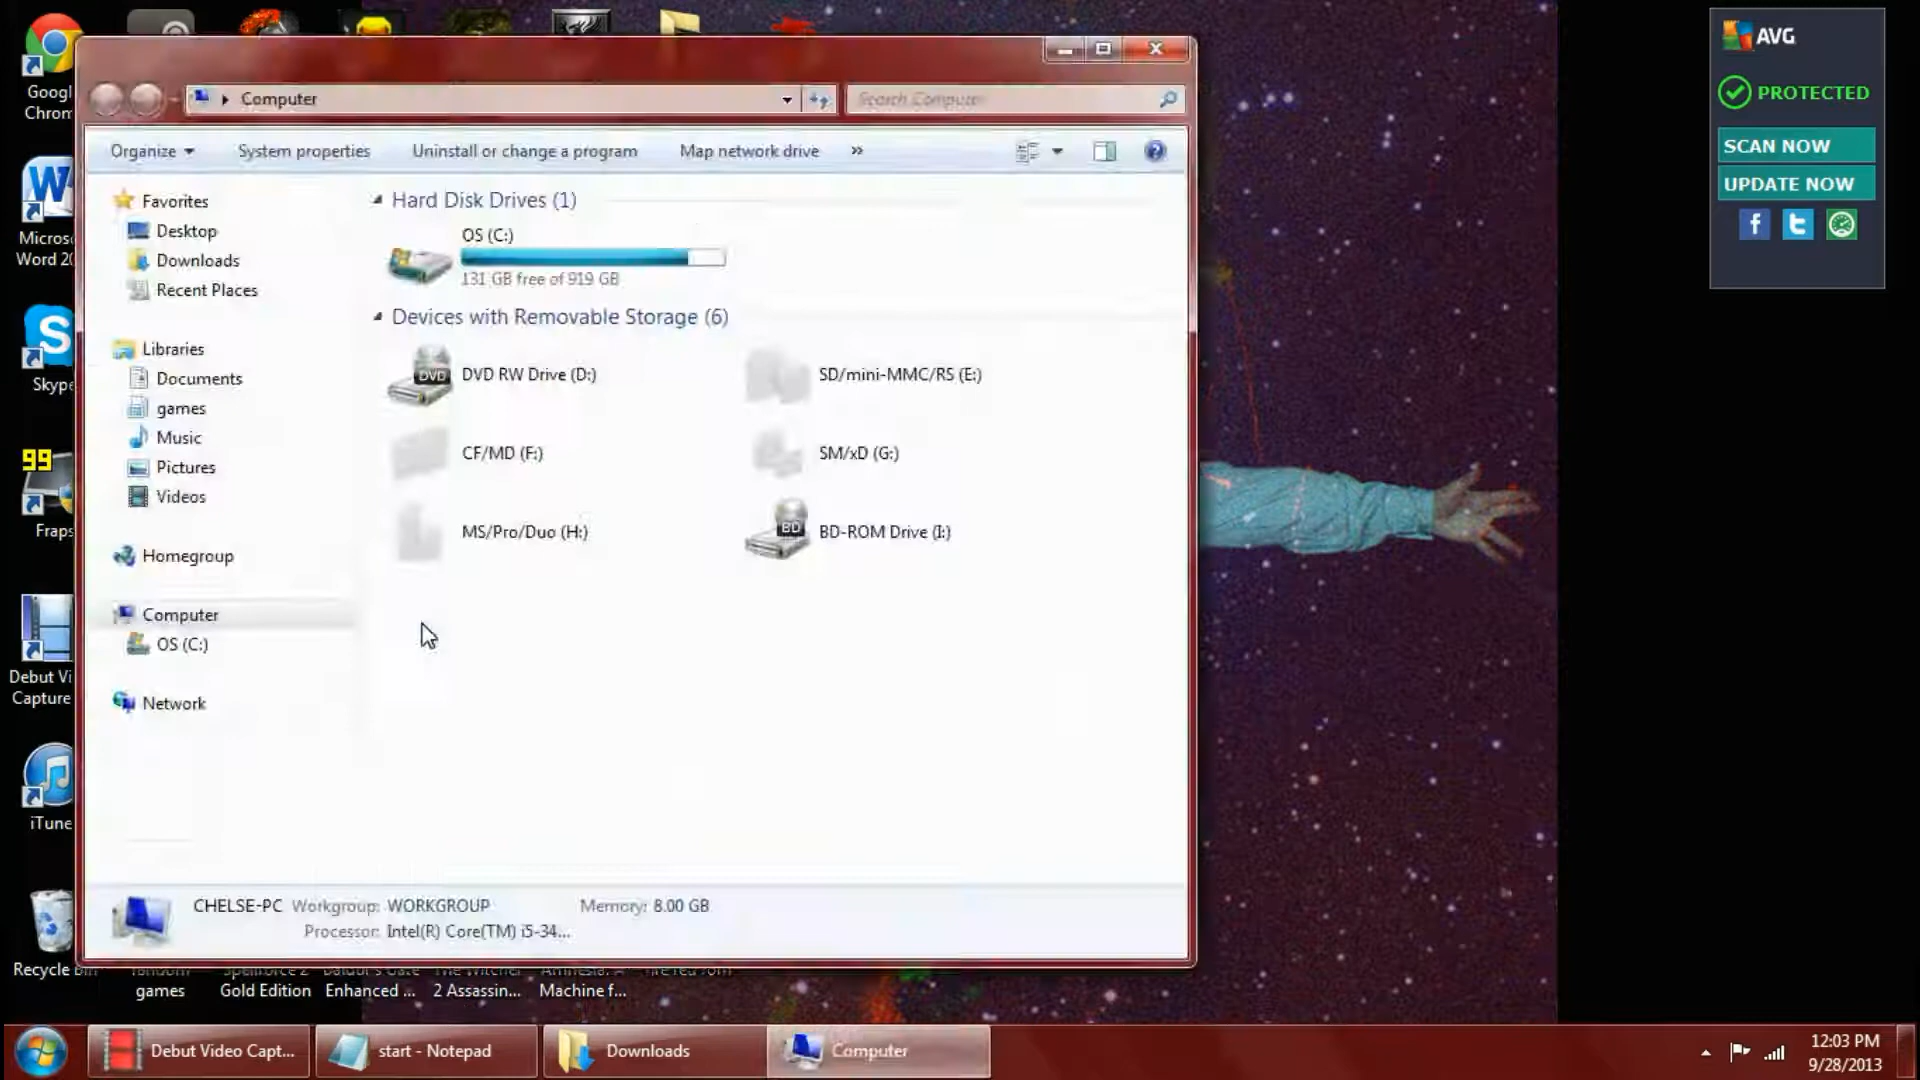 Computer
Search Computer
Organize
System properties
Uninstall or change a program
Map network drive
»
Favorites
Desktop
Downloads
Recent Places
Libraries
Documents
games
Music
Pictures
Videos
Homegroup
Computer
OS (C:)
Network
Hard Disk Drives (1)
OS (C:)
131 GB free of 919 GB
Devices with Removable Storage (6)
DVD
DVD RW Drive (D:)
SD/mini-MMC/RS (E:)
CF/MD (F:)
SM/xD (G:)
MS/Pro/Duo (H:)
BD
BD-ROM Drive (I:)
CHELSE-PC Workgroup: WORKGROUP Memory: 8.00 GB
Processor: Intel(R) Core(TM) i5-34...
Googl
Chrom
W
Micros
Word 20
S
Skype
99
Fraps
Debut Vi
Capture
iTune
Recycle Bin
games
Gold Edition
Enhanced ...
2 Assassin...
Machine f...
AVG
PROTECTED
SCAN NOW
UPDATE NOW
Debut Video Capt...
start - Notepad
Downloads
Computer
12:03 PM
9/28/2013